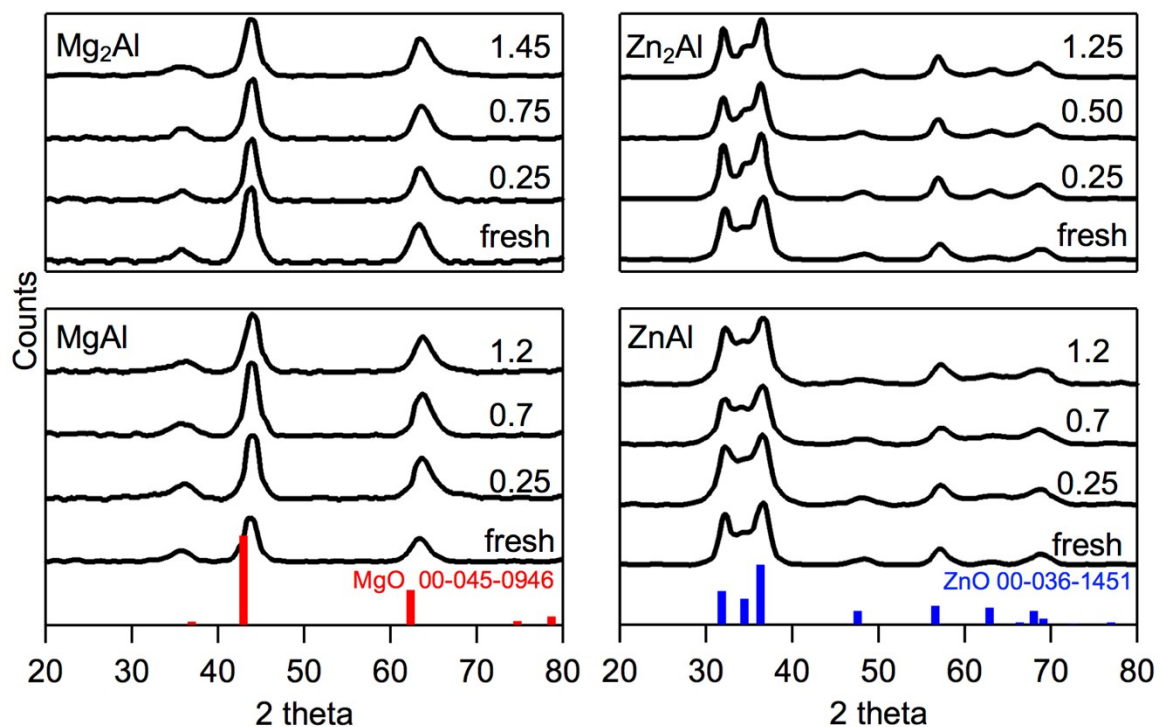 Counts
Mg₂Al
1.45
0.75
0.25
fresh
Zn₂Al
1.25
0.50
0.25
fresh
MgAl
1.2
0.7
0.25
fresh
MgO 00-045-0946
ZnAl
1.2
0.7
0.25
fresh
ZnO 00-036-1451
20 30 40 50 60 70 80
2 theta
20 30 40 50 60 70 80
2 theta